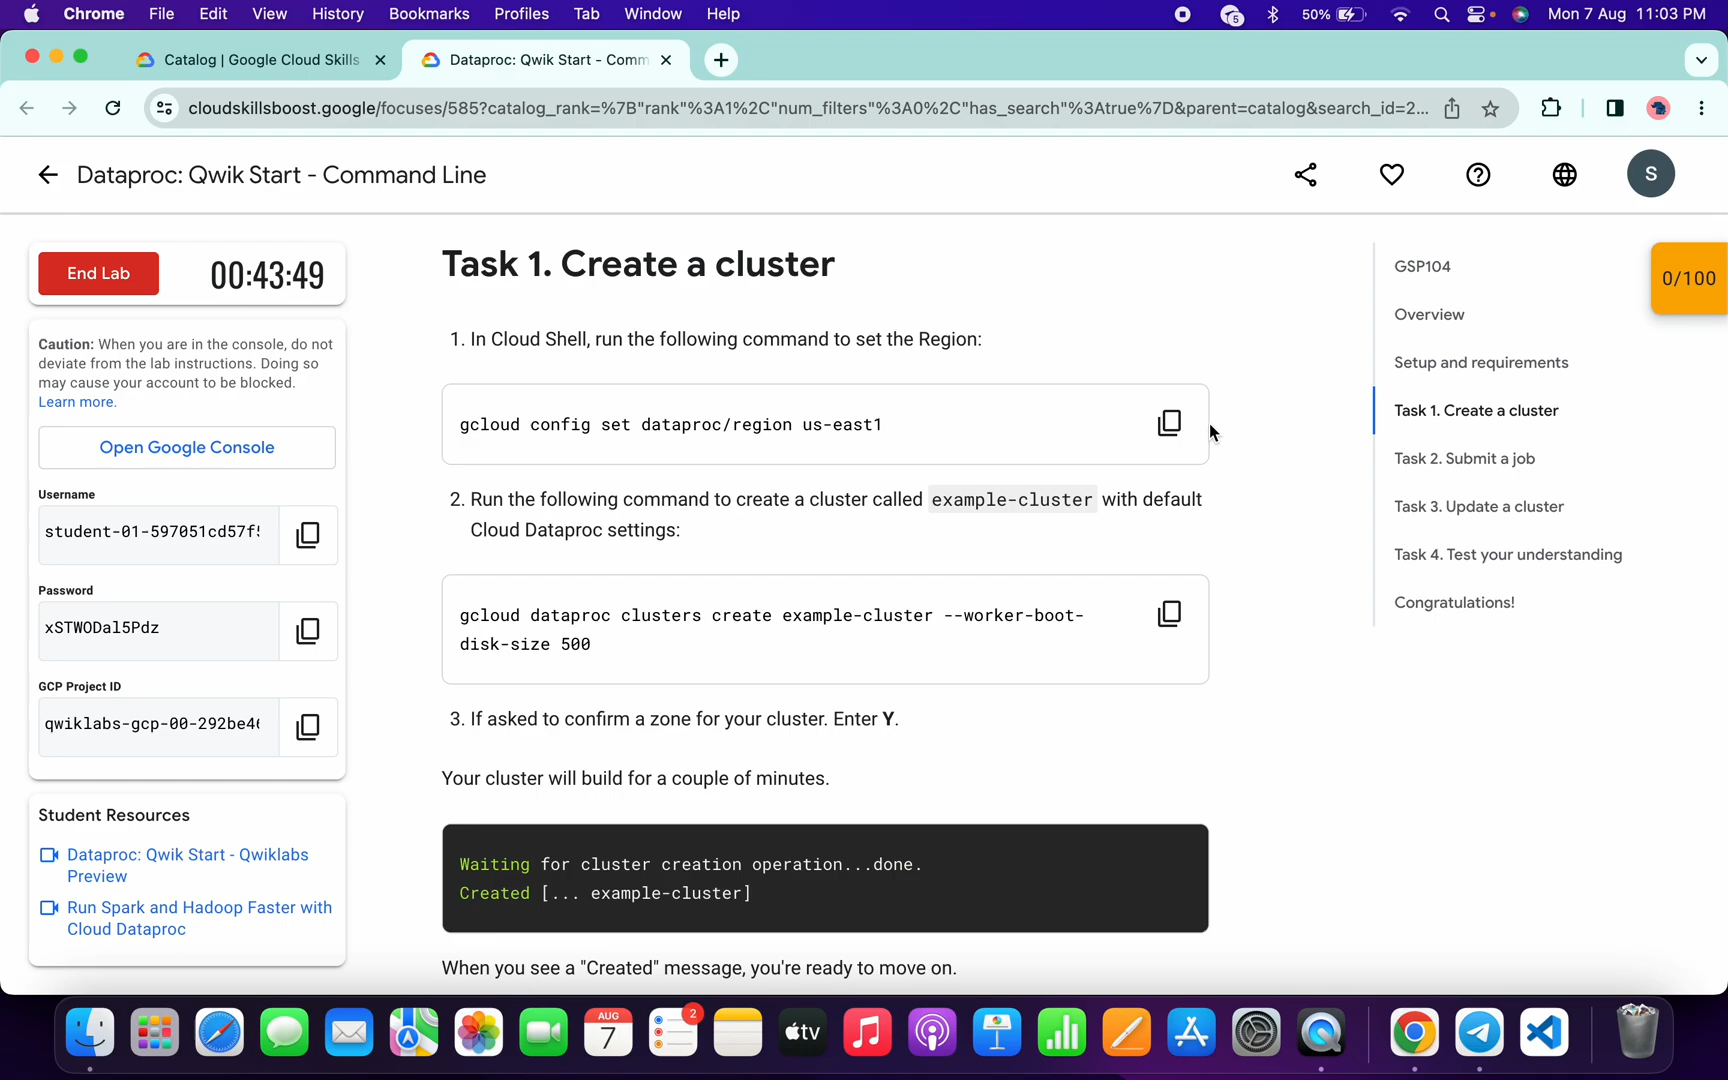 Chrome File Edit View History Bookmarks Profiles Tab Window Help
5 50% Mon 7 Aug 11:03 PM
Catalog | Google Cloud Skills
Dataproc: Qwik Start - Comm
cloudskillsboost.google/focuses/585?catalog_rank=%7B"rank"%3A1%2C"num_filters"%3A0%2C"has_search"%3Atrue%7D&parent=catalog&search_id=2...
Dataproc: Qwik Start - Command Line
S
End Lab 00:43:49
Caution: When you are in the console, do not
deviate from the lab instructions. Doing so
may cause your account to be blocked.
Learn more.
Open Google Console
Username
student-01-597051cd57f
Password
xSTWODal5Pdz
GCP Project ID
qwiklabs-gcp-00-292be4
Student Resources
Dataproc: Qwik Start - Qwiklabs
Preview
Run Spark and Hadoop Faster with
Cloud Dataproc
Task 1. Create a cluster
1. In Cloud Shell, run the following command to set the Region:
gcloud config set dataproc/region us-east1
2. Run the following command to create a cluster called example-cluster with default
Cloud Dataproc settings:
gcloud dataproc clusters create example-cluster --worker-boot-
disk-size 500
3. If asked to confirm a zone for your cluster. Enter Y.
Your cluster will build for a couple of minutes.
Waiting for cluster creation operation...done.
Created [... example-cluster]
When you see a "Created" message, you're ready to move on.
GSP104
Overview
Setup and requirements
Task 1. Create a cluster
Task 2. Submit a job
Task 3. Update a cluster
Task 4. Test your understanding
Congratulations!
0/100
AUG
7
2
tv